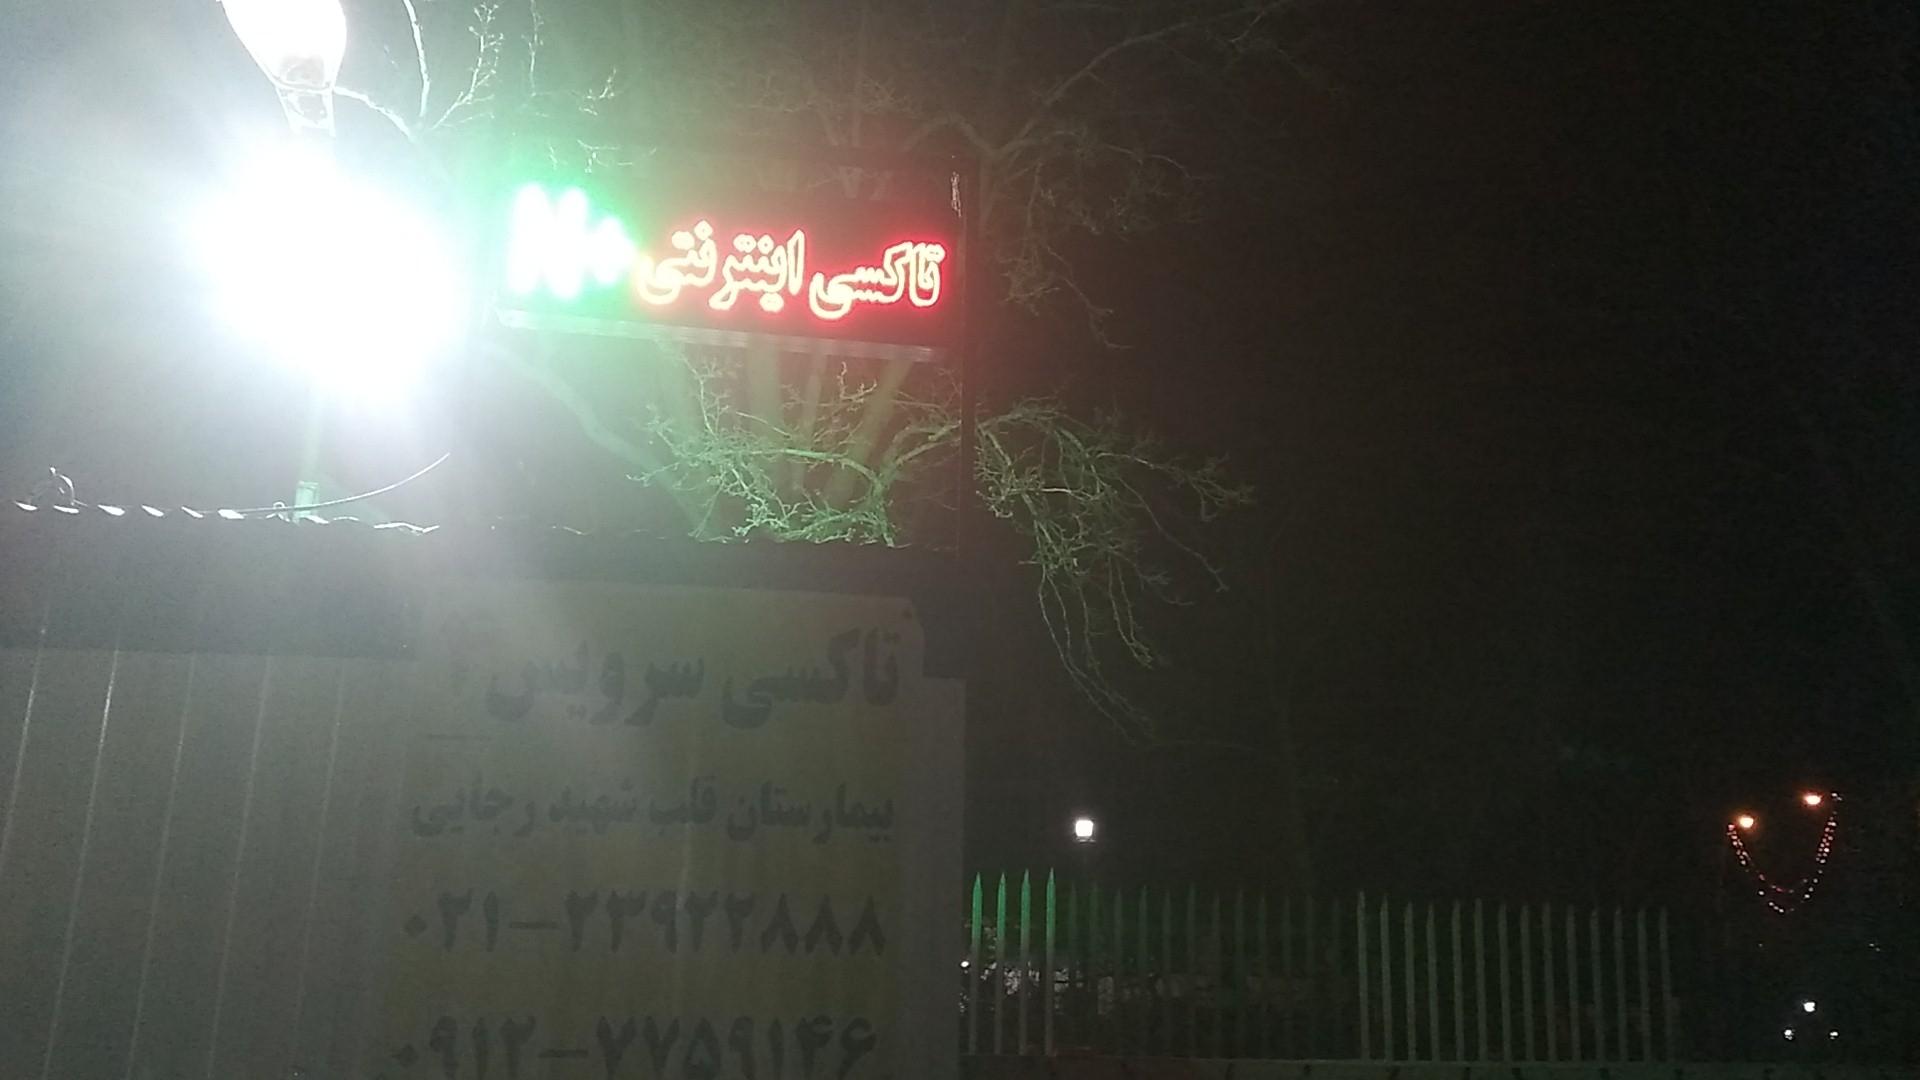 تاکسی اینترنتی
تاکسی سرویس
بیمارستان قلب شهید رجایی
۰۲۱-۲۳۹۲۲۸۸۸
۰۹۱۲-۷۷۵۹۱۴۶